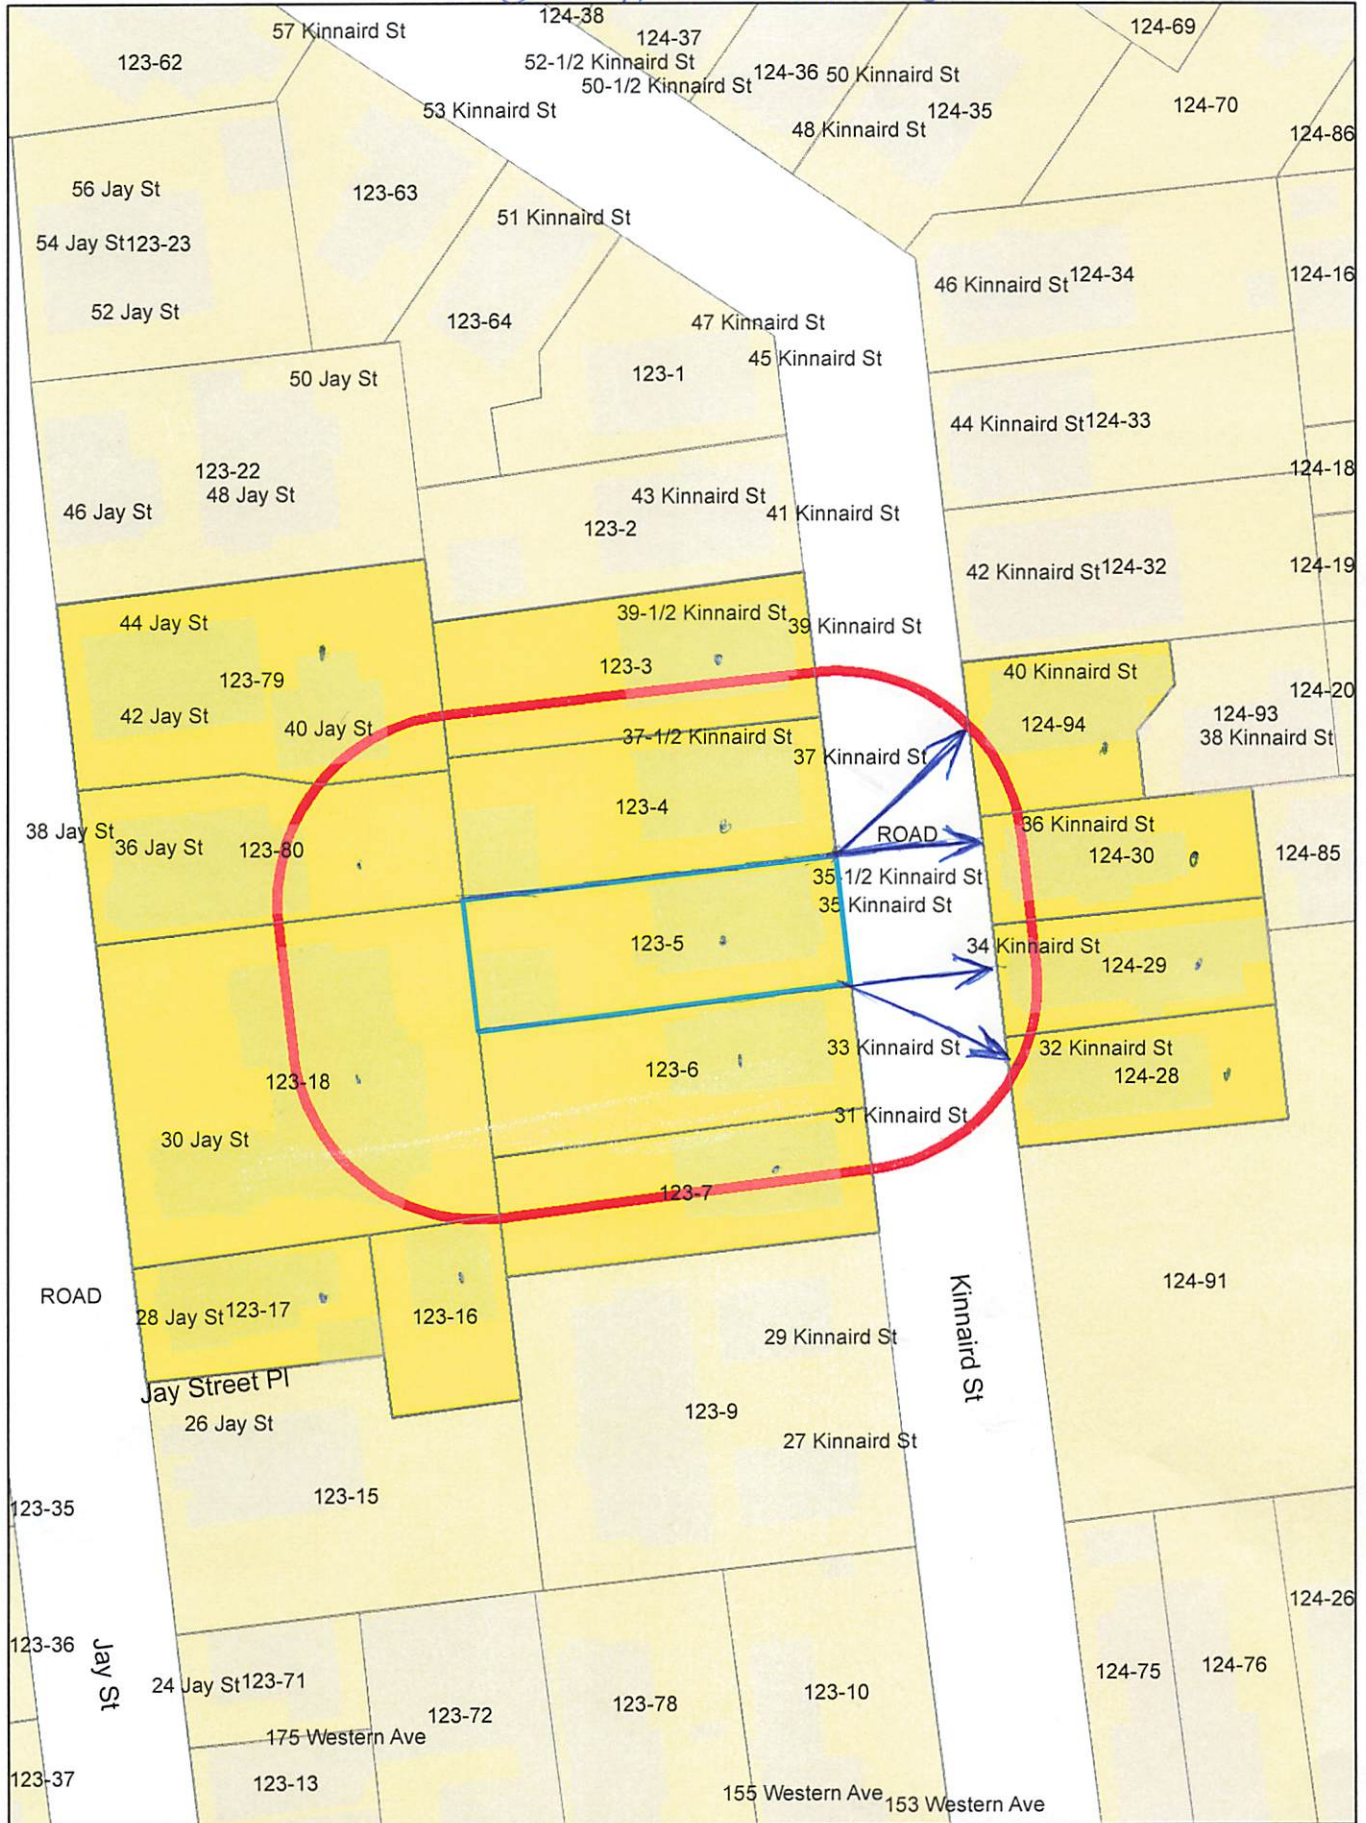 124-38
57 Kinnaird St
124-69
124-37
123-62
52-1/2 Kinnaird St
124-36 50 Kinnaird St
50-1/2 Kinnaird St
124-70
53 Kinnaird St
124-35
48 Kinnaird St
124-86
56 Jay St
123-63
51 Kinnaird St
54 Jay St 123-23
46 Kinnaird St 124-34
124-16
52 Jay St
123-64
47 Kinnaird St
45 Kinnaird St
50 Jay St
123-1
44 Kinnaird St 124-33
123-22
124-18
48 Jay St
43 Kinnaird St
46 Jay St
41 Kinnaird St
123-2
42 Kinnaird St 124-32
124-19
44 Jay St
39-1/2 Kinnaird St
39 Kinnaird St
123-3
40 Kinnaird St
123-79
124-20
42 Jay St
124-93
40 Jay St
124-94
37-1/2 Kinnaird St
38 Kinnaird St
37 Kinnaird St
123-4
38 Jay St
36 Kinnaird St
ROAD
36 Jay St
123-80
124-30
124-85
35-1/2 Kinnaird St
35 Kinnaird St
123-5
34 Kinnaird St
124-29
33 Kinnaird St
32 Kinnaird St
123-6
124-28
123-18
31 Kinnaird St
30 Jay St
123-7
124-91
ROAD
28 Jay St 123-17
123-16
Kinnaird St
29 Kinnaird St
Jay Street Pl
26 Jay St
123-9
27 Kinnaird St
123-15
123-35
124-26
123-36
Jay St
124-75
124-76
24 Jay St 123-71
123-10
123-78
123-72
175 Western Ave
123-37
123-13
155 Western Ave
153 Western Ave